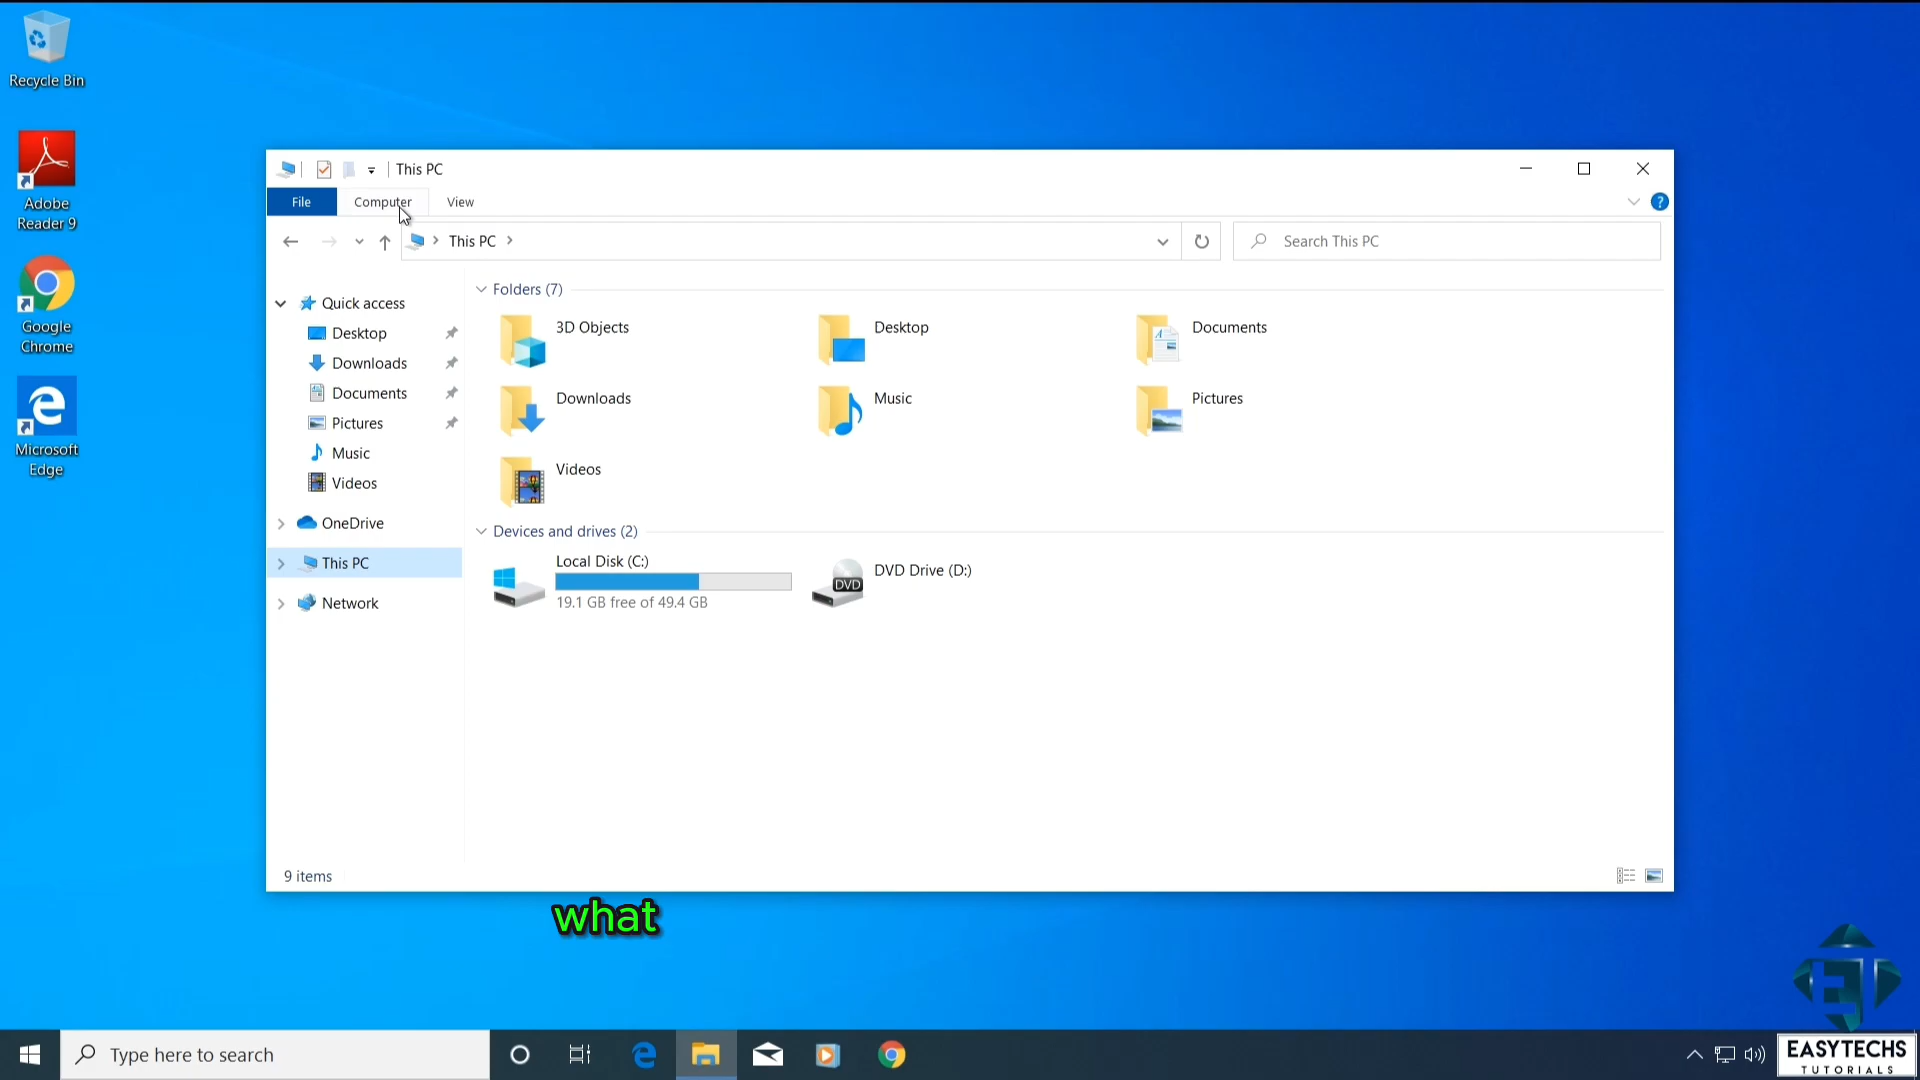 Recycle Bin
Adobe
Reader 9
Google
Chrome
Microsoft
Edge
This PC
File
Computer
View
?
This PC
Search This PC
Quick access
Desktop
Downloads
Documents
Pictures
Music
Videos
OneDrive
This PC
Network
Folders (7)
3D Objects
Desktop
Documents
Downloads
Music
Pictures
Videos
Devices and drives (2)
Local Disk (C:)
19.1 GB free of 49.4 GB
DVD
DVD Drive (D:)
9 items
what
Type here to search
ET
EASYTECHS
TUTORIALS